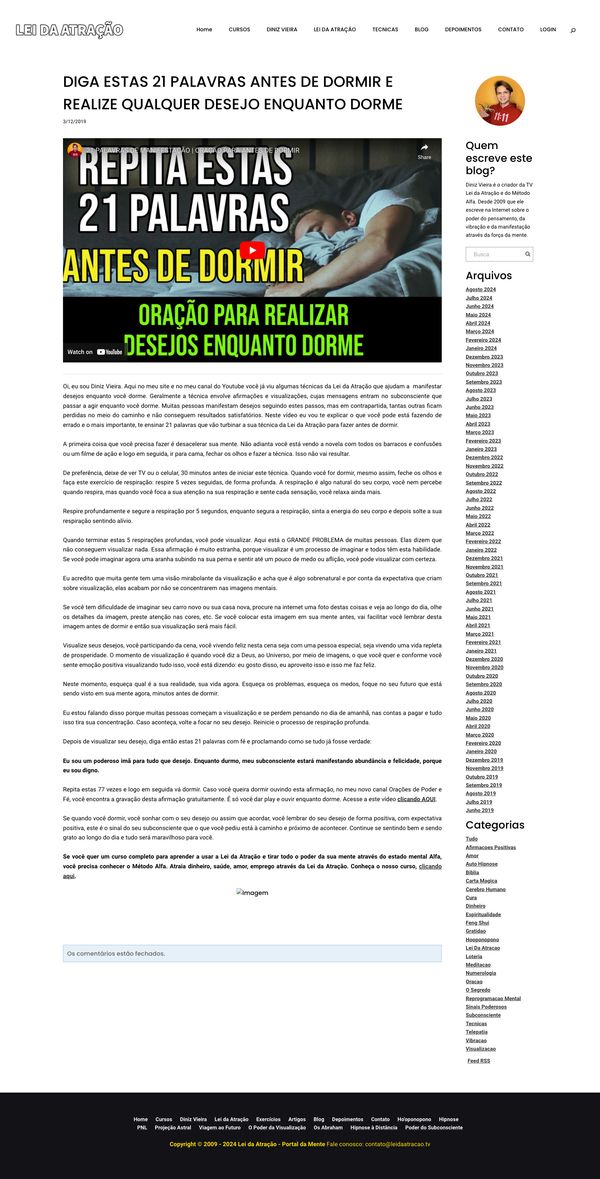 LEI DA ATRAÇÃO
Home CURSOS DINIZ VIEIRA LEI DA ATRAÇÃO TECNICAS BLOG DEPOIMENTOS CONTATO LOGIN
DIGA ESTAS 21 PALAVRAS ANTES DE DORMIR E
REALIZE QUALQUER DESEJO ENQUANTO DORME
3/12/2019
21 PALAVRAS DE MANIFESTAÇÃO | ORAÇÃO PARA ANTES DE DORMIR
Share
REPITA ESTAS
21 PALAVRAS
ANTES DE DORMIR
ORAÇÃO PARA REALIZAR
DESEJOS ENQUANTO DORME
Watch on YouTube
Oi, eu sou Diniz Vieira. Aqui no meu site e no meu canal do Youtube você já viu algumas técnicas da Lei da Atração que ajudam a manifestar
desejos enquanto você dorme. Geralmente a técnica envolve afirmações e visualizações, cujas mensagens entram no subconsciente que
passam a agir enquanto você dorme. Muitas pessoas manifestam desejos seguindo estes passos, mas em contrapartida, tantas outras ficam
perdidas no meio do caminho e não conseguem resultados satisfatórios. Neste vídeo eu vou te explicar o que você pode está fazendo de
errado e o mais importante, te ensinar 21 palavras que vão turbinar a sua técnica da Lei da Atração para fazer antes de dormir.
A primeira coisa que você precisa fazer é desacelerar sua mente. Não adianta você está vendo a novela com todos os barracos e confusões
ou um filme de ação e logo em seguida, ir para cama, fechar os olhos e fazer a técnica. Isso não vai resultar.
De preferência, deixe de ver TV ou o celular, 30 minutos antes de iniciar este técnica. Quando você for dormir, mesmo assim, feche os olhos e
faça este exercício de respiração: respire 5 vezes seguidas, de forma profunda. A respiração é algo natural do seu corpo, você nem percebe
quando respira, mas quando você foca a sua atenção na sua respiração e sente cada sensação, você relaxa ainda mais.
Respire profundamente e segure a respiração por 5 segundos, enquanto segura a respiração, sinta a energia do seu corpo e depois solte a sua
respiração sentindo alívio.
Quando terminar estas 5 respirações profundas, você pode visualizar. Aqui está o GRANDE PROBLEMA de muitas pessoas. Elas dizem que
não conseguem visualizar nada. Essa afirmação é muito estranha, porque visualizar é um processo de imaginar e todos têm esta habilidade.
Se você pode imaginar agora uma aranha subindo na sua perna e sentir até um pouco de medo ou aflição, você pode visualizar com certeza.
Eu acredito que muita gente tem uma visão mirabolante da visualização e acha que é algo sobrenatural e por conta da expectativa que criam
sobre visualização, elas acabam por não se concentrarem nas imagens mentais.
Se você tem dificuldade de imaginar seu carro novo ou sua casa nova, procure na internet uma foto destas coisas e veja ao longo do dia, olhe
os detalhes da imagem, preste atenção nas cores, etc. Se você colocar esta imagem em sua mente antes, vai facilitar você lembrar desta
imagem antes de dormir e então sua visualização será mais fácil.
Visualize seus desejos, você participando da cena, você vivendo feliz nesta cena seja com uma pessoa especial, seja vivendo uma vida repleta
de prosperidade. O momento de visualização é quando você diz a Deus, ao Universo, por meio de imagens, o que você quer e conforme você
sente emoção positiva visualizando tudo isso, você está dizendo: eu gosto disso, eu aproveito isso e isso me faz feliz.
Neste momento, esqueça qual é a sua realidade, sua vida agora. Esqueça os problemas, esqueça os medos, foque no seu futuro que está
sendo visto em sua mente agora, minutos antes de dormir.
Eu estou falando disso porque muitas pessoas começam a visualização e se perdem pensando no dia de amanhã, nas contas a pagar e tudo
isso tira sua concentração. Caso aconteça, volte a focar no seu desejo. Reinicie o processo de respiração profunda.
Depois de visualizar seu desejo, diga então estas 21 palavras com fé e proclamando como se tudo já fosse verdade:
Eu sou um poderoso imã para tudo que desejo. Enquanto durmo, meu subconsciente estará manifestando abundância e felicidade, porque
eu sou digno.
Repita estas 77 vezes e logo em seguida vá dormir. Caso você queira dormir ouvindo esta afirmação, no meu novo canal Orações de Poder e
Fé, você encontra a gravação desta afirmação gratuitamente. É só você dar play e ouvir enquanto dorme. Acesse a este vídeo clicando AQUI.
Se quando você dormir, você sonhar com o seu desejo ou assim que acordar, você lembrar do seu desejo de forma positiva, com expectativa
positiva, este é o sinal do seu subconsciente que o que você pediu está à caminho e próximo de acontecer. Continue se sentindo bem e sendo
grato ao longo do dia e tudo será maravilhoso para você.
Se você quer um curso completo para aprender a usar a Lei da Atração e tirar todo o poder da sua mente através do estado mental Alfa,
você precisa conhecer o Método Alfa. Atraia dinheiro, saúde, amor, emprego através da Lei da Atração. Conheça o nosso curso, clicando
aqui.
Imagem
Os comentários estão fechados.
11:11
Quem
escreve este
blog?
Diniz Vieira é o criador da TV
Lei da Atração e do Método
Alfa. Desde 2009 que ele
escreve na Internet sobre o
poder do pensamento, da
vibração e da manifestação
através da força da mente.
Busca
Arquivos
Agosto 2024
Julho 2024
Junho 2024
Maio 2024
Abril 2024
Março 2024
Fevereiro 2024
Janeiro 2024
Dezembro 2023
Novembro 2023
Outubro 2023
Setembro 2023
Agosto 2023
Julho 2023
Junho 2023
Maio 2023
Abril 2023
Março 2023
Fevereiro 2023
Janeiro 2023
Dezembro 2022
Novembro 2022
Outubro 2022
Setembro 2022
Agosto 2022
Julho 2022
Junho 2022
Maio 2022
Abril 2022
Março 2022
Fevereiro 2022
Janeiro 2022
Dezembro 2021
Novembro 2021
Outubro 2021
Setembro 2021
Agosto 2021
Julho 2021
Junho 2021
Maio 2021
Abril 2021
Março 2021
Fevereiro 2021
Janeiro 2021
Dezembro 2020
Novembro 2020
Outubro 2020
Setembro 2020
Agosto 2020
Julho 2020
Junho 2020
Maio 2020
Abril 2020
Março 2020
Fevereiro 2020
Janeiro 2020
Dezembro 2019
Novembro 2019
Outubro 2019
Setembro 2019
Agosto 2019
Julho 2019
Junho 2019
Categorias
Tudo
Afirmacoes Positivas
Amor
Auto Hipnose
Bíblia
Carta Magica
Cerebro Humano
Cura
Dinheiro
Espiritualidade
Feng Shui
Gratidao
Hooponopono
Lei Da Atracao
Loteria
Meditacao
Numerologia
Oracao
O Segredo
Reprogramacao Mental
Sinais Poderosos
Subconsciente
Tecnicas
Telepatia
Vibracao
Visualizacao
Feed RSS
Home Cursos Diniz Vieira Lei da Atração Exercícios Artigos Blog Depoimentos Contato Ho'oponopono Hipnose
PNL Projeção Astral Viagem ao Futuro O Poder da Visualização Os Abraham Hipnose à Distância Poder do Subconsciente
Copyright © 2009 - 2024 Lei da Atração - Portal da Mente Fale conosco: contato@leidaatracao.tv